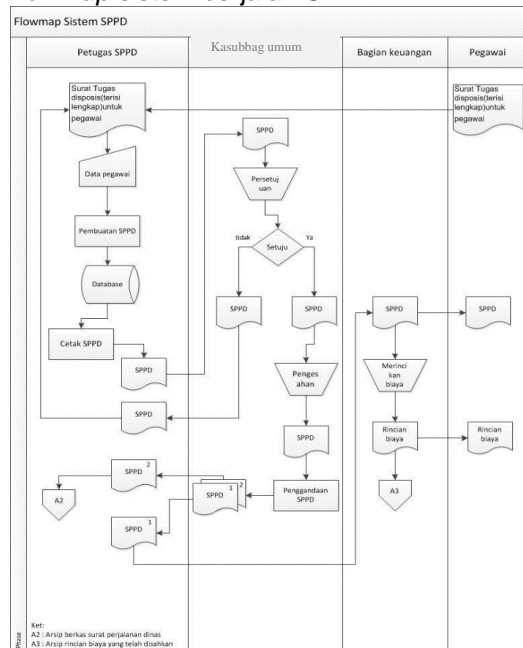 Flowmap Sistem SPPD
Petugas SPPD
Kasubbag umum
Bagian keuangan
Pegawai
Surat Tugas
disposis(terisi
lengkap)untuk
pegawai
Surat Tugas
disposis(terisi
lengkap)untuk
pegawai
SPPD
Data pegawai
Persetuj
uan
Pembuatan SPPD
tidak
Ya
Setuju
Database
SPPD
SPPD
SPPD
SPPD
Cetak SPPD
SPPD
Penges
ahan
Merinci
kan
biaya
SPPD
SPPD
Rincian
biaya
Rincian
biaya
SPPD 2
A2
SPPD 1
2
Penggandaan
SPPD
A3
SPPD 1
Ket:
A2 : Arsip berkas surat perjalanan dinas
A3 : Arsip rincian biaya yang telah disahkan
Phase